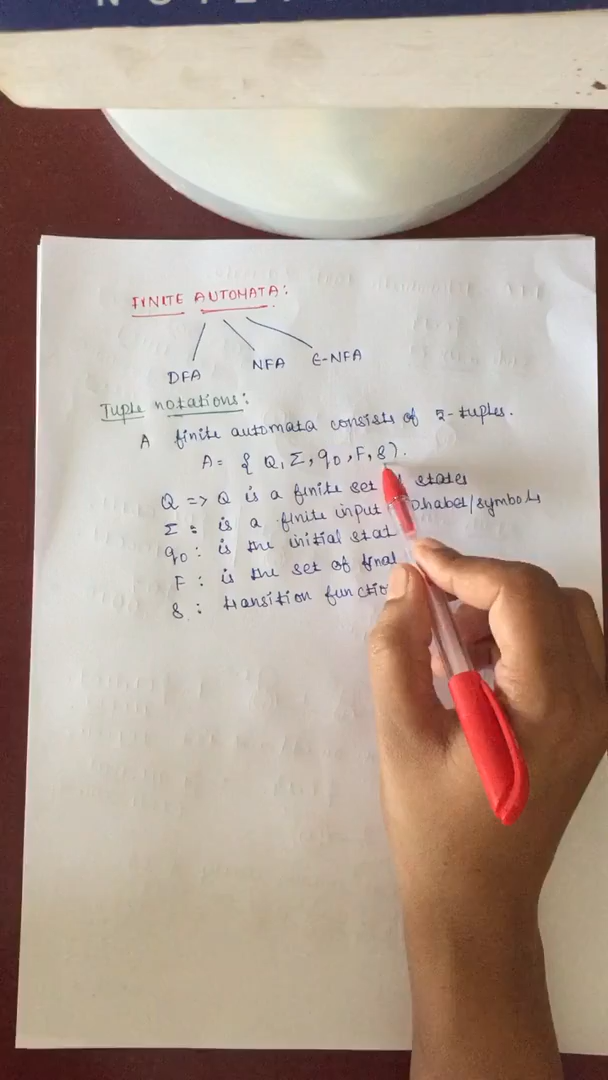 FINITE AUTOMATA:
DFA NFA ε-NFA
Tuple notations:
A finite automata consists of 5-tuples.
A = { Q, Σ, q0, F, δ).
Q => Q is a finite set states
Σ : is a finite input alphabet/symbols
q0 : is the initial stat
F : is the set of final
δ : transition functio